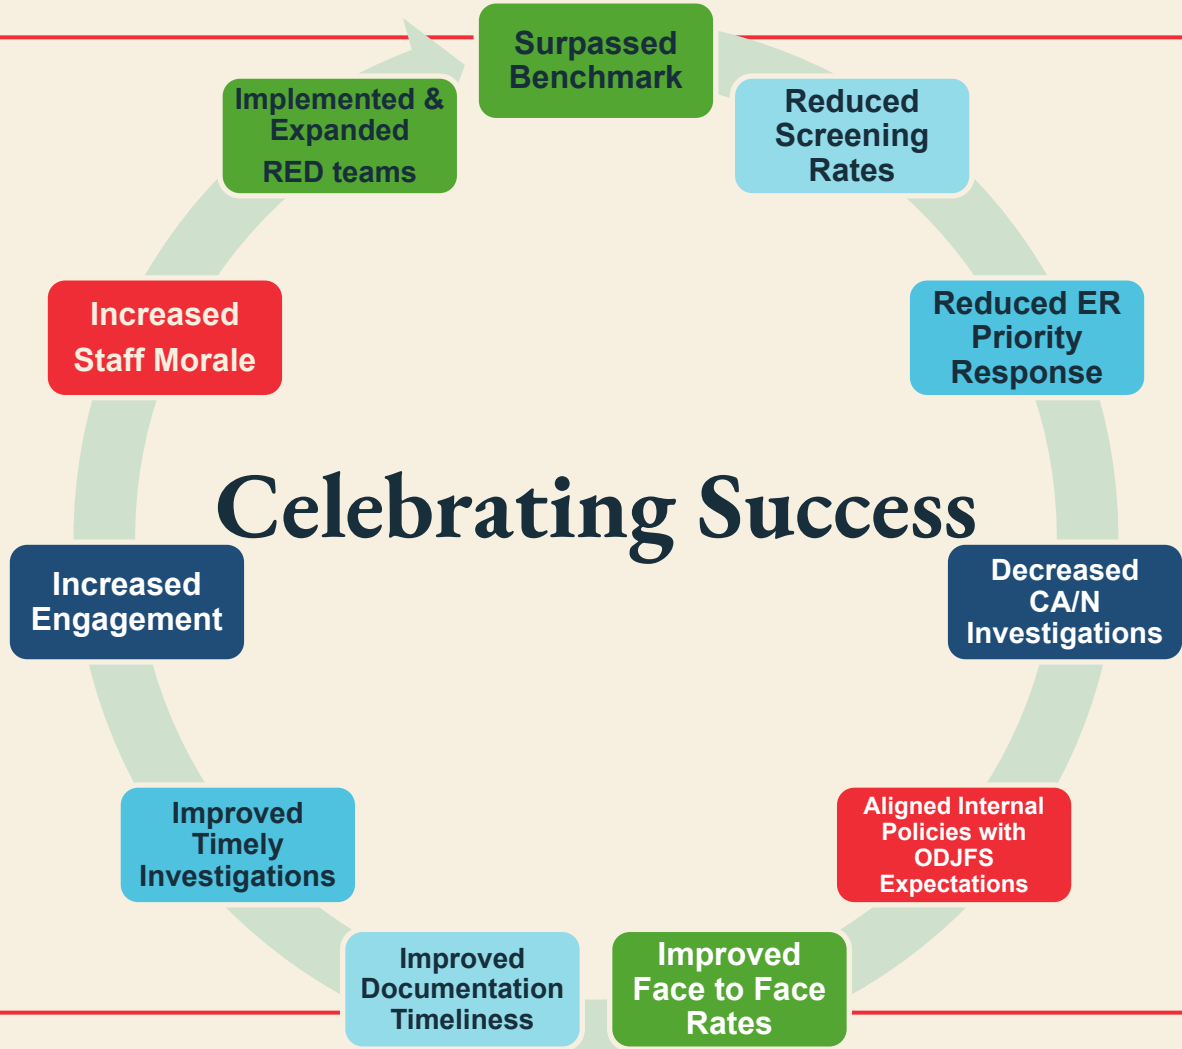 Surpassed
Benchmark
Reduced
Screening
Rates
Reduced ER
Priority
Response
Decreased
CA/N
Investigations
Aligned Internal
Policies with
ODJFS
Expectations
Improved
Face to Face
Rates
Improved
Documentation
Timeliness
Improved
Timely
Investigations
Increased
Engagement
Increased
Staff Morale
Implemented &
Expanded
RED teams
Celebrating Success